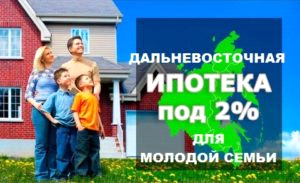 ДАЛЬНЕВОСТОЧНАЯ
ИПОТЕКА
ПОД 2%
ДЛЯ
МОЛОДОЙ СЕМЬИ